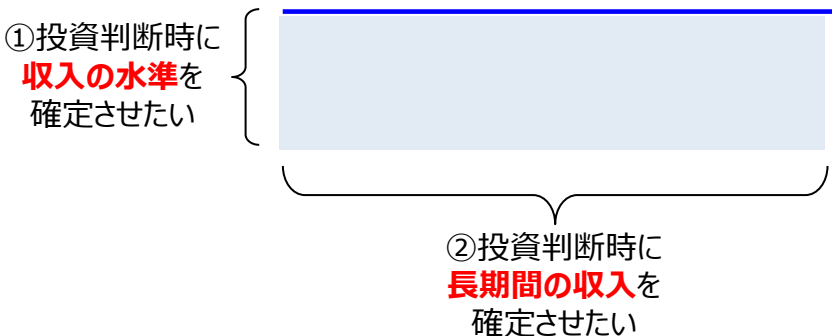 ①投資判断時に
収入の水準を
確定させたい
②投資判断時に
長期間の収入を
確定させたい